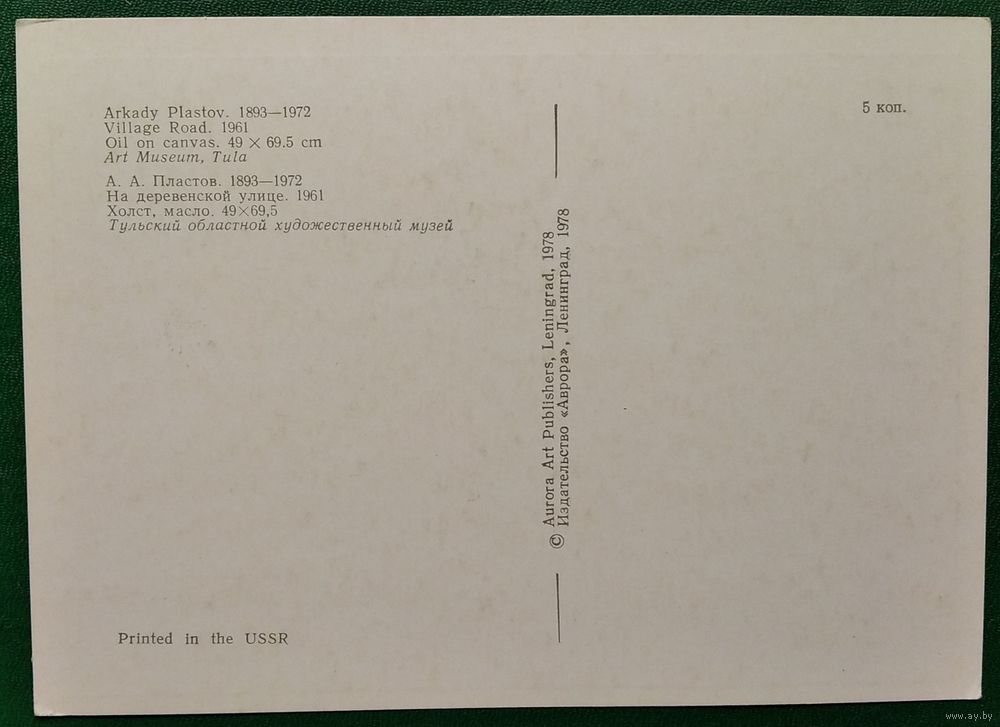 Arkady Plastov. 1893—1972
Village Road. 1961
Oil on canvas. 49 × 69.5 cm
Art Museum, Tula
А. А. Пластов. 1893—1972
На деревенской улице. 1961
Холст, масло. 49×69,5
Тульский областной художественный музей
5 коп.
© Aurora Art Publishers, Leningrad, 1978
Издательство «Аврора», Ленинград, 1978
Printed in the USSR
www.ay.by